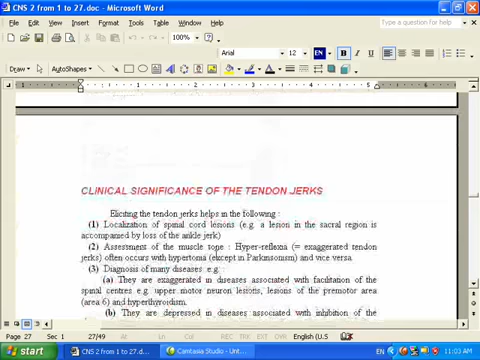 CNS 2 from 1 to 27.doc - Microsoft Word
File Edit View Insert Format Tools Table Window Help
Type a question for help
100%
Arial 12 EN B I U
Draw AutoShapes
CLINICAL SIGNIFICANCE OF THE TENDON JERKS
Eliciting the tendon jerks helps in the following :
(1) Localization of spinal cord lesions (e.g. a lesion in the sacral region is
accompanied by loss of the ankle jerk)
(2) Assessment of the muscle tone : Hyper-reflexia (= exaggerated tendon
jerks) often occurs with hypertonia (except in Parkinsonism) and vice versa.
(3) Diagnosis of many diseases e.g. :
(a) They are exaggerated in diseases associated with facilitation of the
spinal centres e.g. upper motor neuron lesions, lesions of the premotor area
(area 6) and hyperthyroidism.
(b) They are depressed in diseases associated with inhibition of the
Page 27 Sec 1 27/49 At Ln Col REC TRK EXT OVR English (U.S
start CNS 2 from 1 to 27.d... Camtasia Studio - Unt... EN 11:03 AM